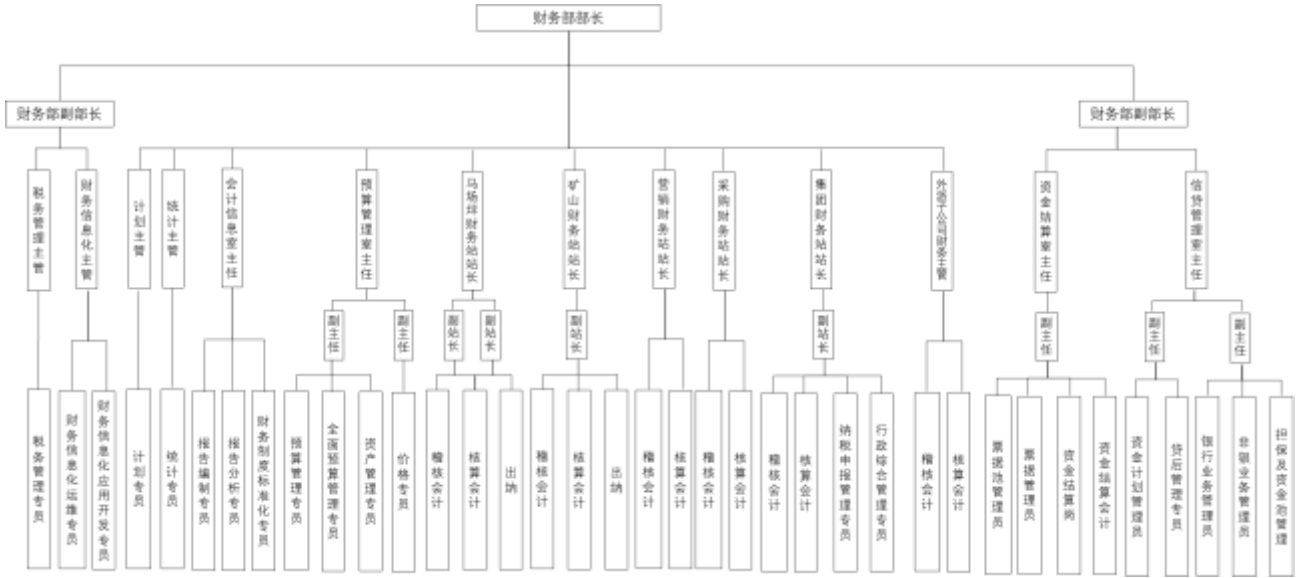 财务部部长
财务部副部长
财务部副部长
税务管理主管
财务信息化主管
计划主管
统计主管
会计信息室主任
预算管理室主任
马场坪财务站站长
矿山财务站站长
营销财务站站长
采购财务站站长
集团财务站站长
外派子公司财务主管
资金结算室主任
信贷管理室主任
副主任
副主任
副站长
副站长
副站长
副站长
副主任
副主任
副主任
税务管理专员
财务信息化运维专员
财务信息化应用开发专员
计划专员
统计专员
报告编制专员
报告分析专员
财务制度标准化专员
预算管理专员
全面预算管理专员
资产管理专员
价格专员
稽核会计
核算会计
出纳
稽核会计
核算会计
出纳
稽核会计
核算会计
稽核会计
核算会计
稽核会计
核算会计
纳税申报管理专员
行政综合管理专员
稽核会计
核算会计
票据池管理员
票据管理员
资金结算岗
资金结算会计
资金计划管理员
贷后管理专员
银行业务管理员
非银业务管理员
担保及资金池管理